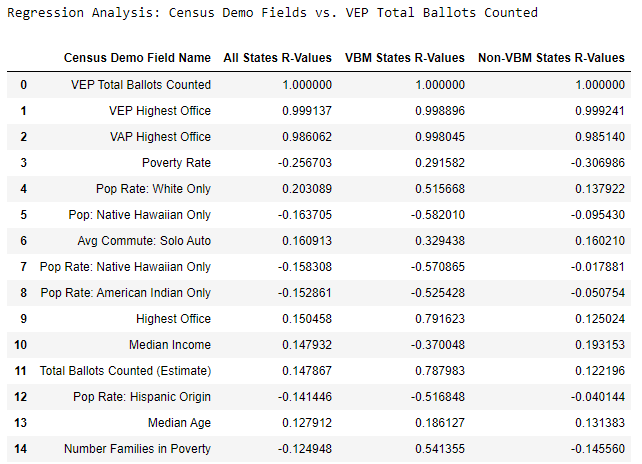 Regression Analysis: Census Demo Fields vs. VEP Total Ballots Counted
Census Demo Field Name All States R-Values VBM States R-Values Non-VBM States R-Values
0 VEP Total Ballots Counted 1.000000 1.000000 1.000000
1 VEP Highest Office 0.999137 0.998896 0.999241
2 VAP Highest Office 0.986062 0.998045 0.985140
3 Poverty Rate -0.256703 0.291582 -0.306986
4 Pop Rate: White Only 0.203089 0.515668 0.137922
5 Pop: Native Hawaiian Only -0.163705 -0.582010 -0.095430
6 Avg Commute: Solo Auto 0.160913 0.329438 0.160210
7 Pop Rate: Native Hawaiian Only -0.158308 -0.570865 -0.017881
8 Pop Rate: American Indian Only -0.152861 -0.525428 -0.050754
9 Highest Office 0.150458 0.791623 0.125024
10 Median Income 0.147932 -0.370048 0.193153
11 Total Ballots Counted (Estimate) 0.147867 0.787983 0.122196
12 Pop Rate: Hispanic Origin -0.141446 -0.516848 -0.040144
13 Median Age 0.127912 0.186127 0.131383
14 Number Families in Poverty -0.124948 0.541355 -0.145560